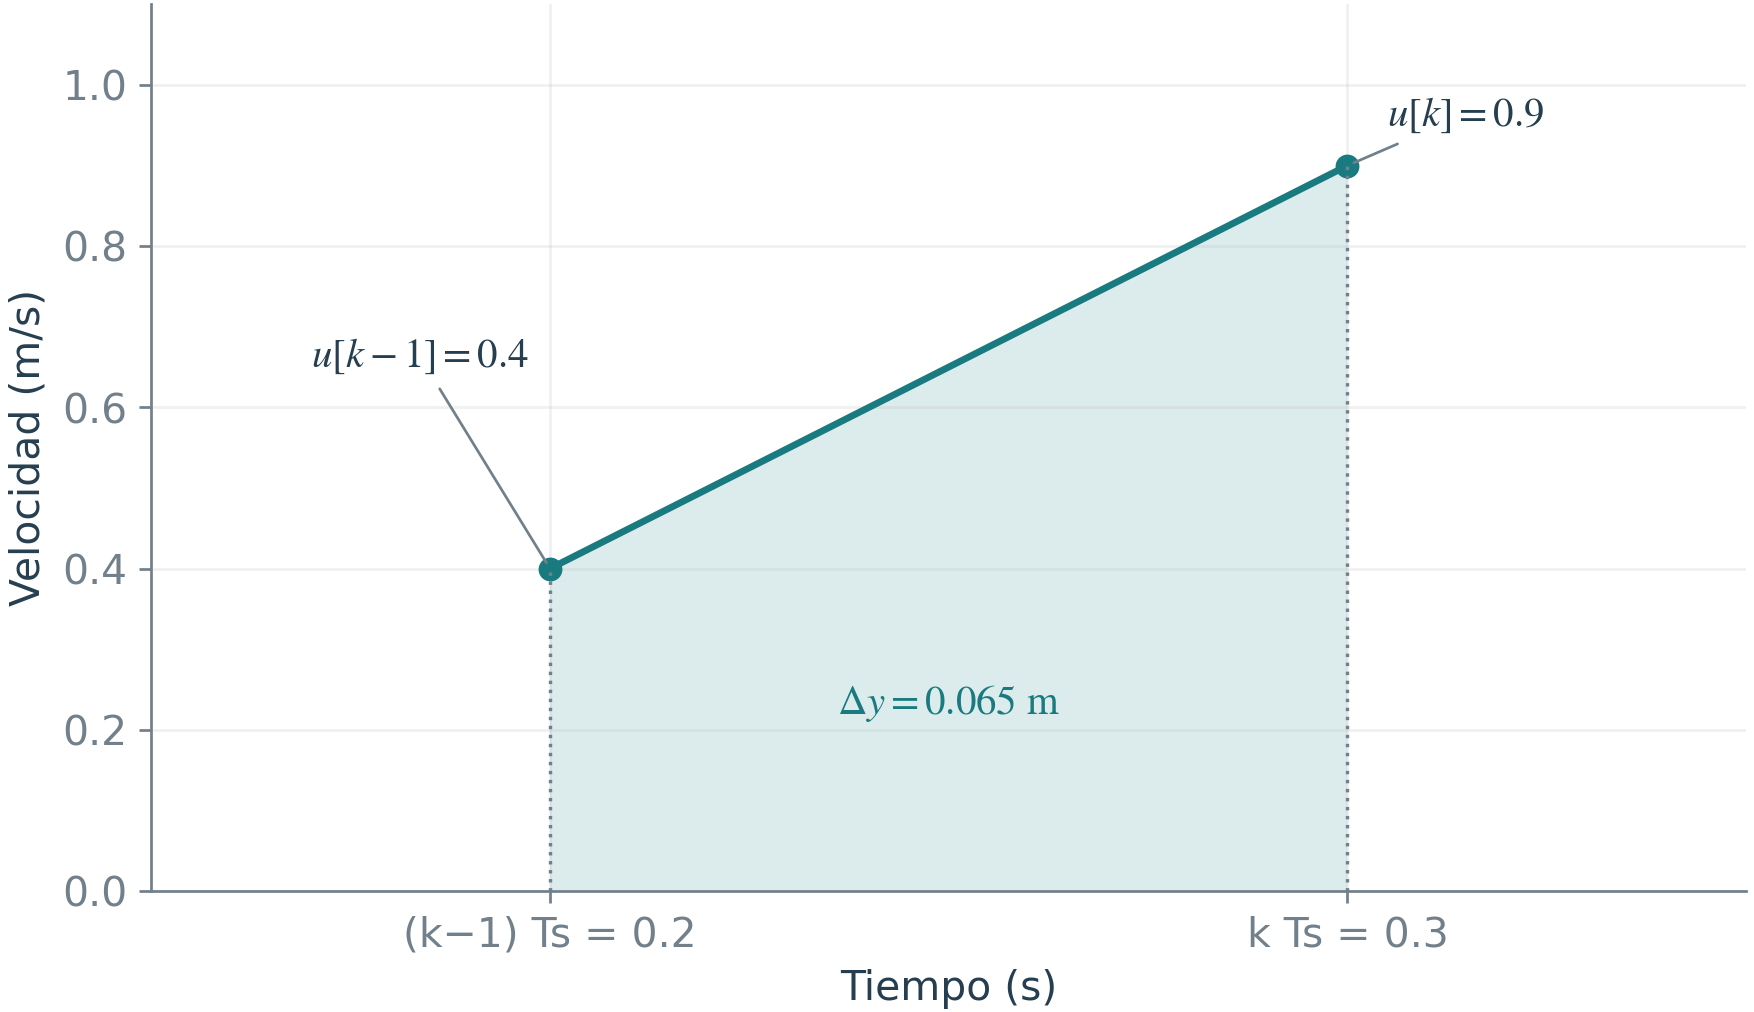 1.0
u[k]=0.9
0.8
u[k−1]=0.4
0.6
0.4
Δy=0.065 m
0.2
0.0
(k−1) Ts = 0.2
k Ts = 0.3
Tiempo (s)
Velocidad (m/s)